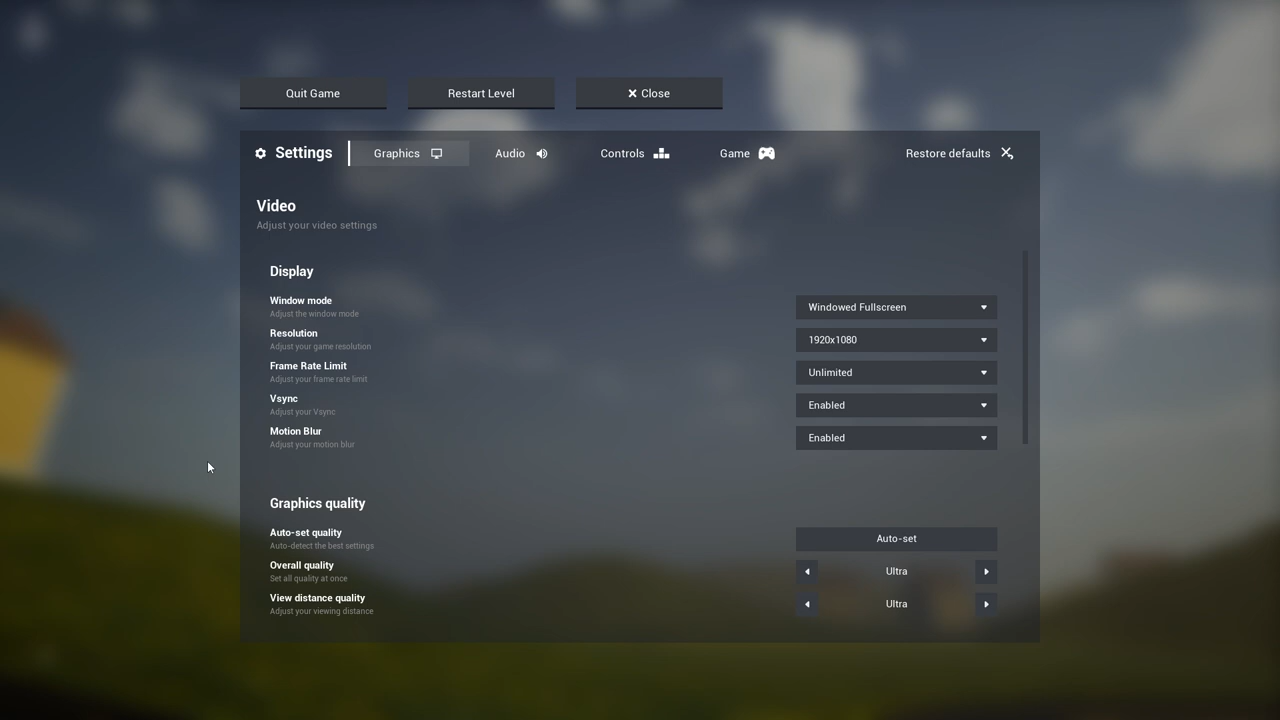 Quit Game
Restart Level
Close
Settings
Graphics
Audio
Controls
Game
Restore defaults
Video
Adjust your video settings
Display
Window mode
Adjust the window mode
Windowed Fullscreen
Resolution
Adjust your game resolution
1920x1080
Frame Rate Limit
Adjust your frame rate limit
Unlimited
Vsync
Adjust your Vsync
Enabled
Motion Blur
Adjust your motion blur
Enabled
Graphics quality
Auto-set quality
Auto-detect the best settings
Auto-set
Overall quality
Set all quality at once
Ultra
View distance quality
Adjust your viewing distance
Ultra